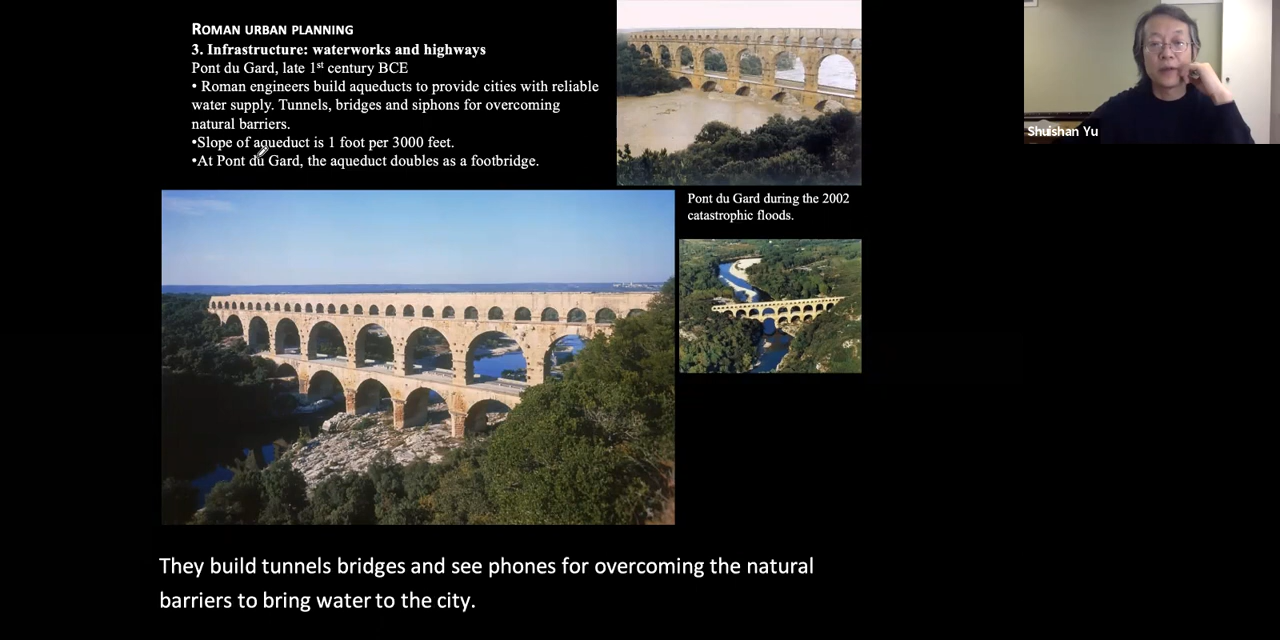 ROMAN URBAN PLANNING
3. Infrastructure: waterworks and highways
Pont du Gard, late 1st century BCE
• Roman engineers build aqueducts to provide cities with reliable
water supply. Tunnels, bridges and siphons for overcoming
natural barriers.
•Slope of aqueduct is 1 foot per 3000 feet.
•At Pont du Gard, the aqueduct doubles as a footbridge.
Shuishan Yu
Pont du Gard during the 2002
catastrophic floods.
They build tunnels bridges and see phones for overcoming the natural
barriers to bring water to the city.